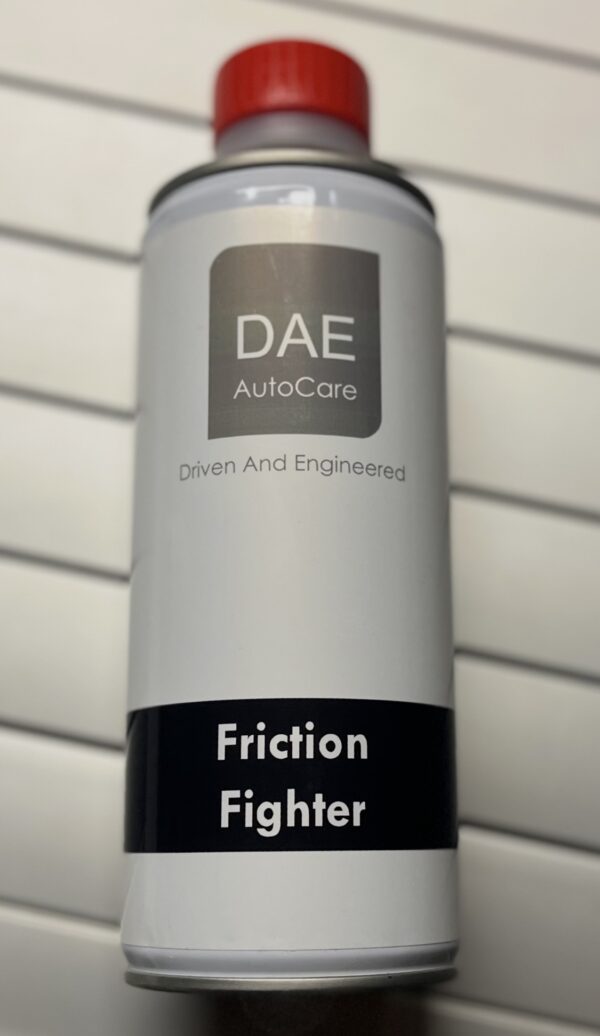 DAE
AutoCare
Driven And Engineered
Friction
Fighter